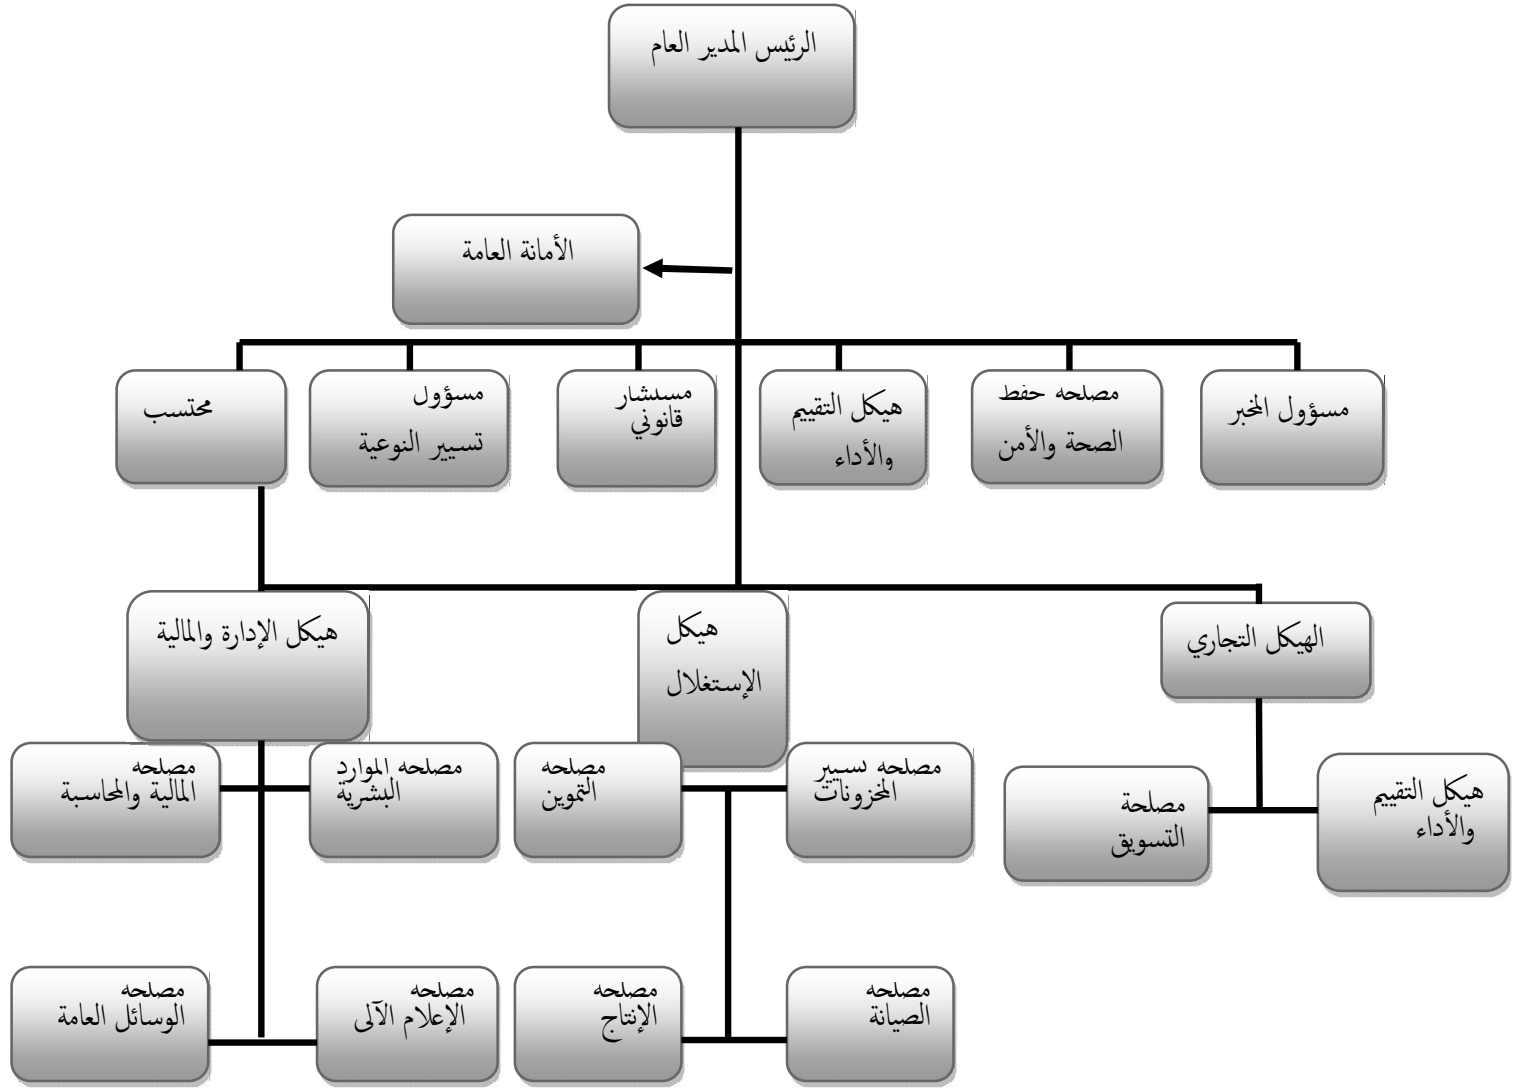 الرئيس المدير العام
الأمانة العامة
مسؤول المخبر
مصلحه حفظ
الصحة والأمن
هيكل التقييم
والأداء
مستشار
قانوني
مسؤول
تسيير النوعية
محتسب
الهيكل التجاري
هيكل
الإستغلال
هيكل الإدارة والمالية
هيكل التقييم
والأداء
مصلحة
التسويق
مصلحه تسيير
المخزونات
مصلحه
التموين
مصلحه الموارد
البشرية
مصلحه
المالية والمحاسبة
مصلحه
الصيانة
مصلحه
الإنتاج
مصلحه
الإعلام الآلى
مصلحه
الوسائل العامة